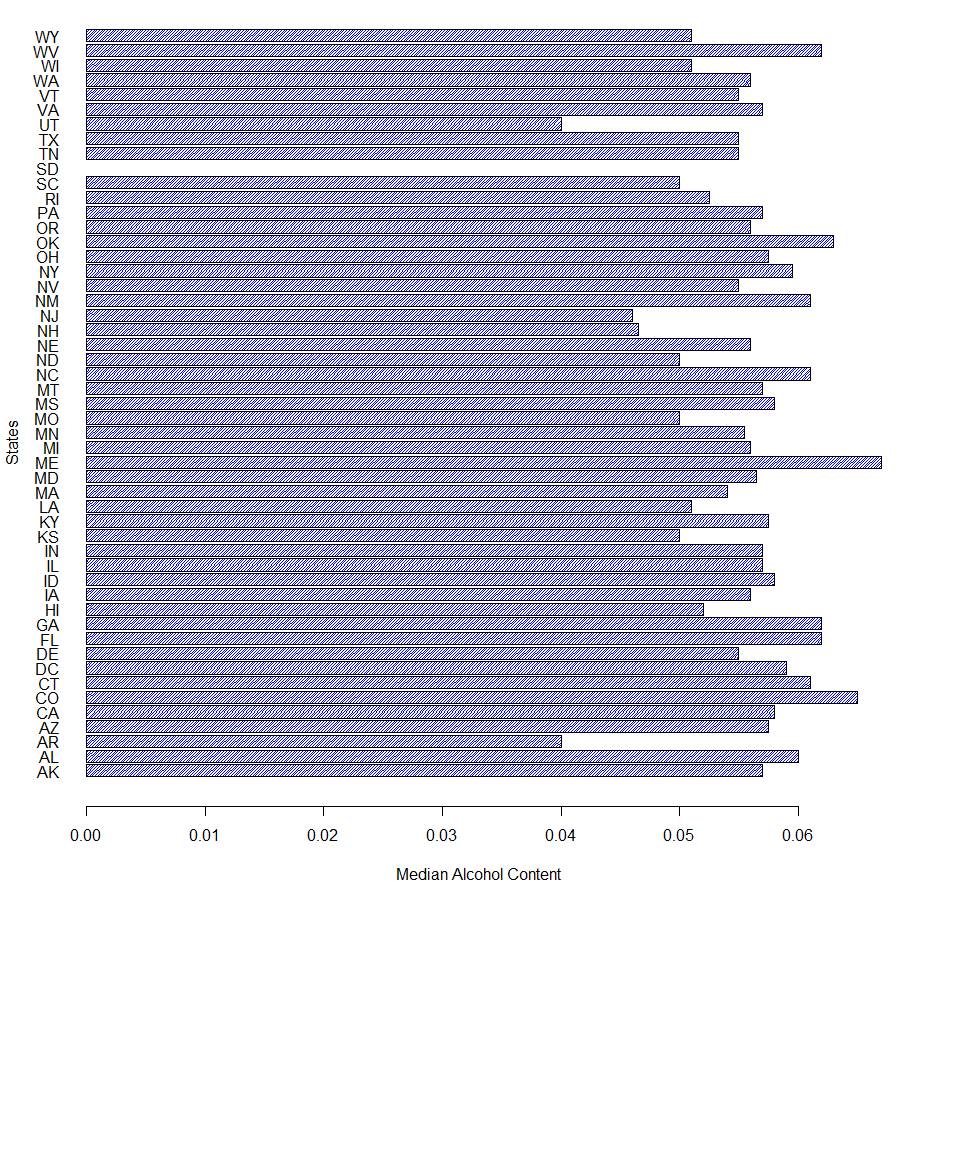 WY
WV
WI
WA
VT
VA
UT
TX
TN
SD
SC
RI
PA
OR
OK
OH
NY
NV
NM
NJ
NH
NE
ND
NC
MT
MS
MO
MN
MI
ME
MD
MA
LA
KY
KS
IN
IL
ID
IA
HI
GA
FL
DE
DC
CT
CO
CA
AZ
AR
AL
AK
States
0.00 0.01 0.02 0.03 0.04 0.05 0.06
Median Alcohol Content